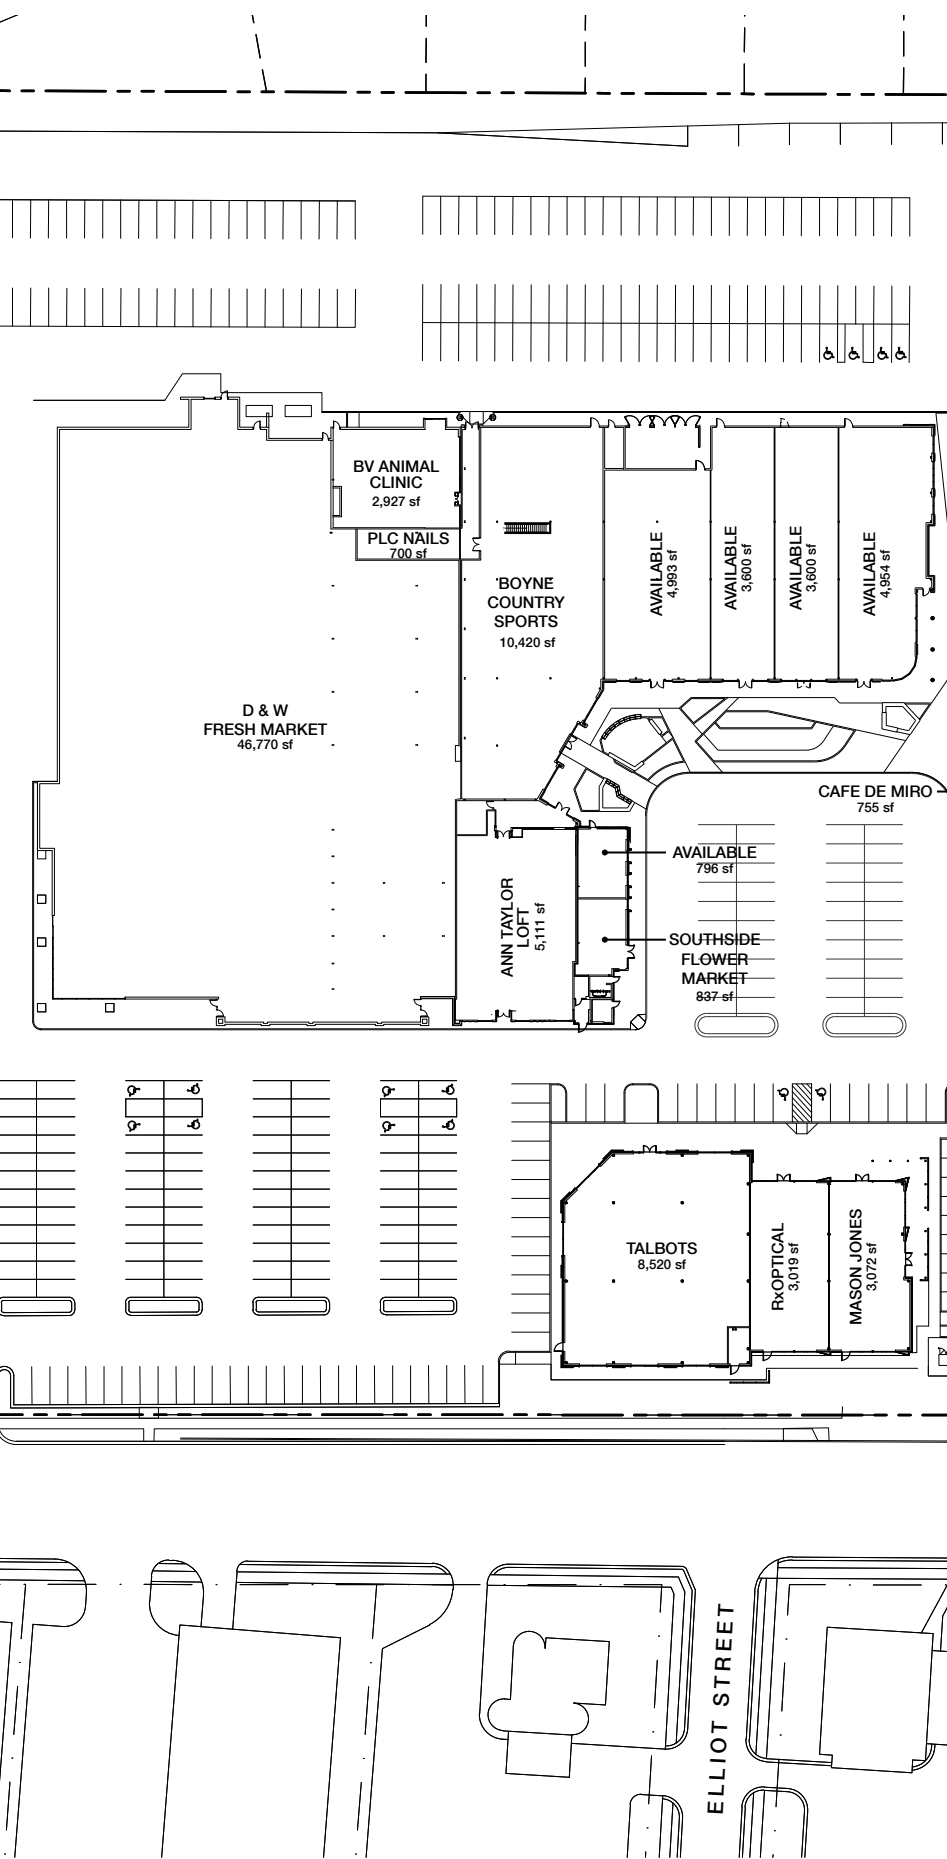 BV ANIMAL
CLINIC
2,927 sf
PLC NAILS
700 sf
BOYNE
COUNTRY
SPORTS
10,420 sf
AVAILABLE
4,993 sf
AVAILABLE
3,600 sf
AVAILABLE
3,600 sf
AVAILABLE
4,954 sf
D & W
FRESH MARKET
46,770 sf
CAFE DE MIRO
755 sf
AVAILABLE
796 sf
ANN TAYLOR
LOFT
5,111 sf
SOUTHSIDE
FLOWER
MARKET
837 sf
TALBOTS
8,520 sf
RxOPTICAL
3,019 sf
MASON JONES
3,072 sf
ELLIOT STREET